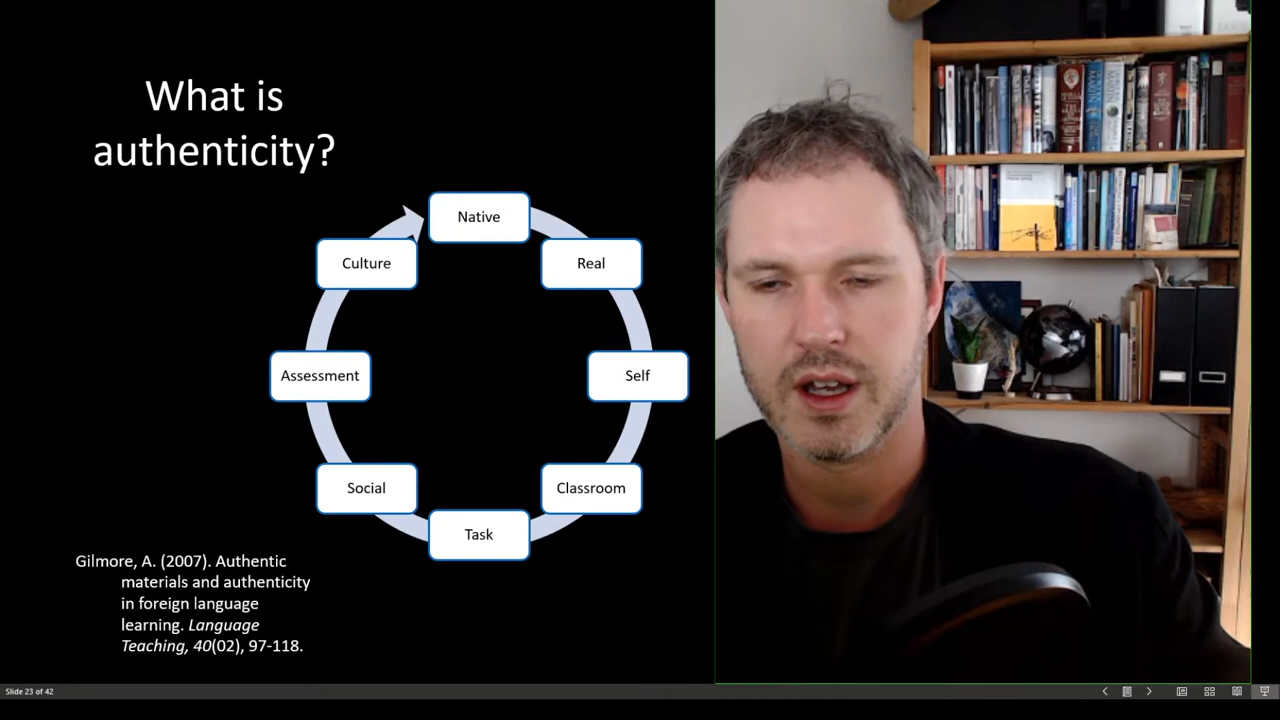 What is
authenticity?
Native
Real
Self
Classroom
Task
Social
Assessment
Culture
Gilmore, A. (2007). Authentic
materials and authenticity
in foreign language
learning. Language
Teaching, 40(02), 97-118.
Slide 23 of 42